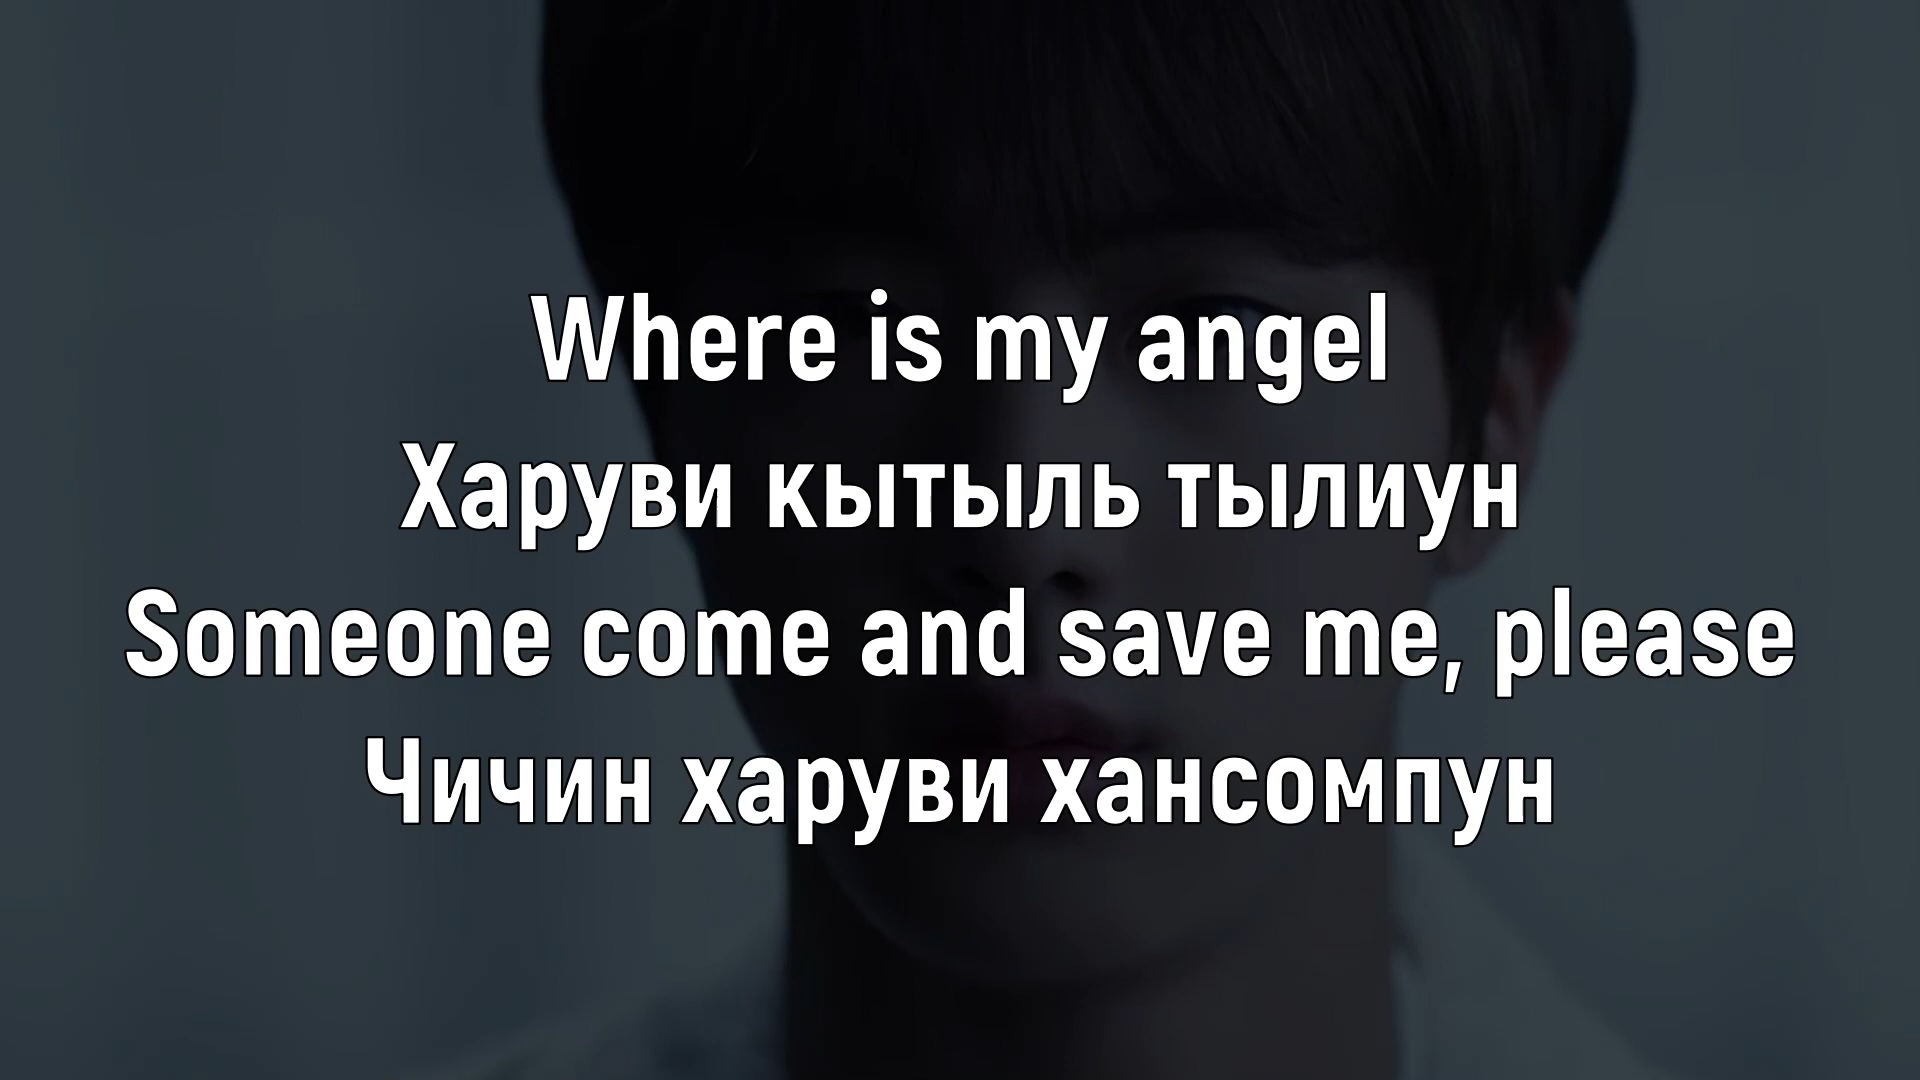 Where is my angel
Харуви кытыль тылиун
Someone come and save me, please
Чичин харуви хансомпун